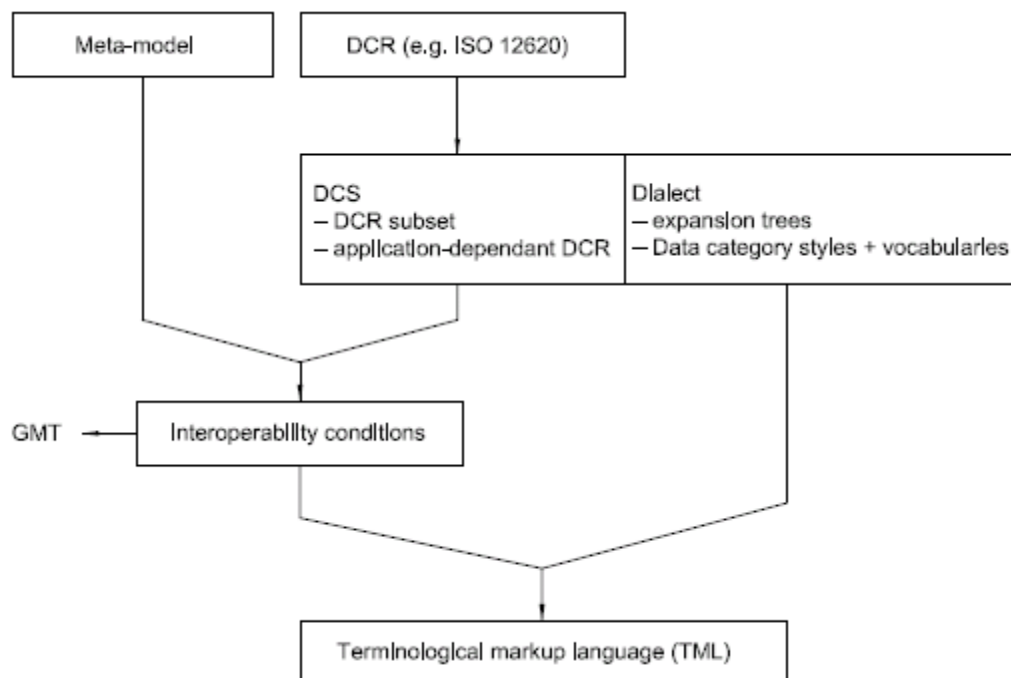 Meta-model
DCR (e.g. ISO 12620)
DCS
– DCR subset
– application-dependant DCR
Dialect
– expansion trees
– Data category styles + vocabularies
GMT
Interoperability conditions
Terminological markup language (TML)